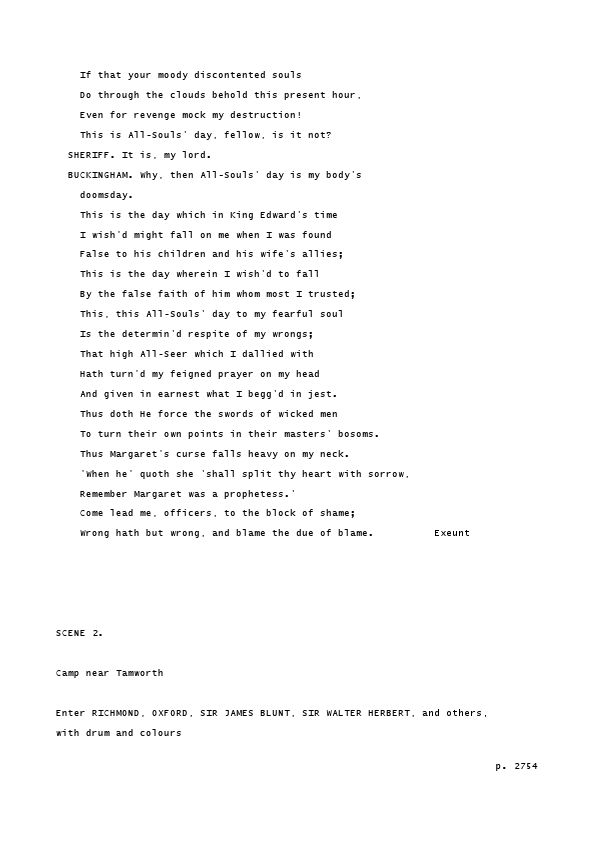 If that your moody discontented souls
Do through the clouds behold this present hour,
Even for revenge mock my destruction!
This is All-Souls' day, fellow, is it not?
SHERIFF. It is, my lord.
BUCKINGHAM. Why, then All-Souls' day is my body's
doomsday.
This is the day which in King Edward's time
I wish'd might fall on me when I was found
False to his children and his wife's allies;
This is the day wherein I wish'd to fall
By the false faith of him whom most I trusted;
This, this All-Souls' day to my fearful soul
Is the determin'd respite of my wrongs;
That high All-Seer which I dallied with
Hath turn'd my feigned prayer on my head
And given in earnest what I begg'd in jest.
Thus doth He force the swords of wicked men
To turn their own points in their masters' bosoms.
Thus Margaret's curse falls heavy on my neck.
'When he' quoth she 'shall split thy heart with sorrow,
Remember Margaret was a prophetess.'
Come lead me, officers, to the block of shame;
Wrong hath but wrong, and blame the due of blame. Exeunt
SCENE 2.
Camp near Tamworth
Enter RICHMOND, OXFORD, SIR JAMES BLUNT, SIR WALTER HERBERT, and others,
with drum and colours
p. 2754